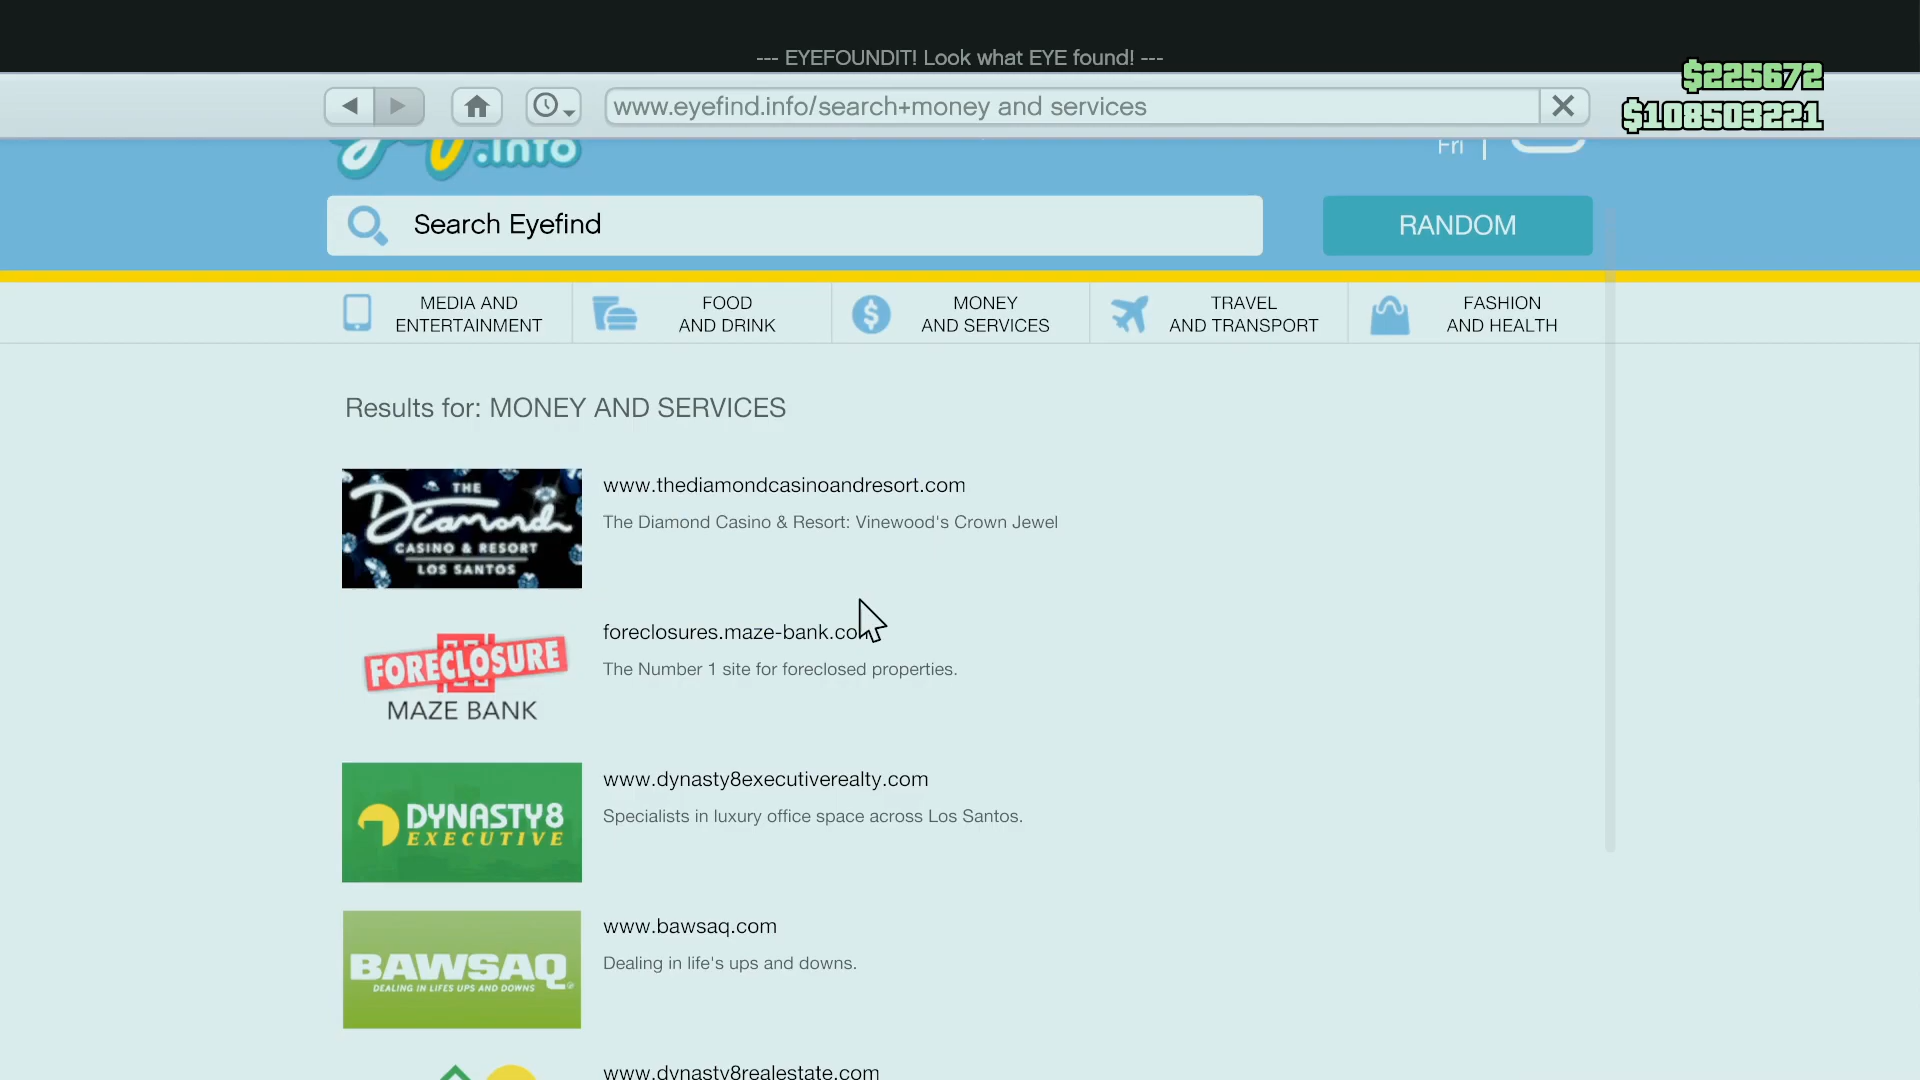 --- EYEFOUNDIT! Look what EYE found! ---
$225672
www.eyefind.info/search+money and services
$108503221
.info
Fri
Search Eyefind
RANDOM
MEDIA AND
ENTERTAINMENT
FOOD
AND DRINK
MONEY
AND SERVICES
TRAVEL
AND TRANSPORT
FASHION
AND HEALTH
Results for: MONEY AND SERVICES
THE
Diamond
CASINO & RESORT
LOS SANTOS
www.thediamondcasinoandresort.com
The Diamond Casino & Resort: Vinewood's Crown Jewel
FORECLOSURE
MAZE BANK
foreclosures.maze-bank.com
The Number 1 site for foreclosed properties.
DYNASTY8
EXECUTIVE
www.dynasty8executiverealty.com
Specialists in luxury office space across Los Santos.
BAWSAQ
DEALING IN LIFES UPS AND DOWNS
www.bawsaq.com
Dealing in life's ups and downs.
www.dynasty8realestate.com